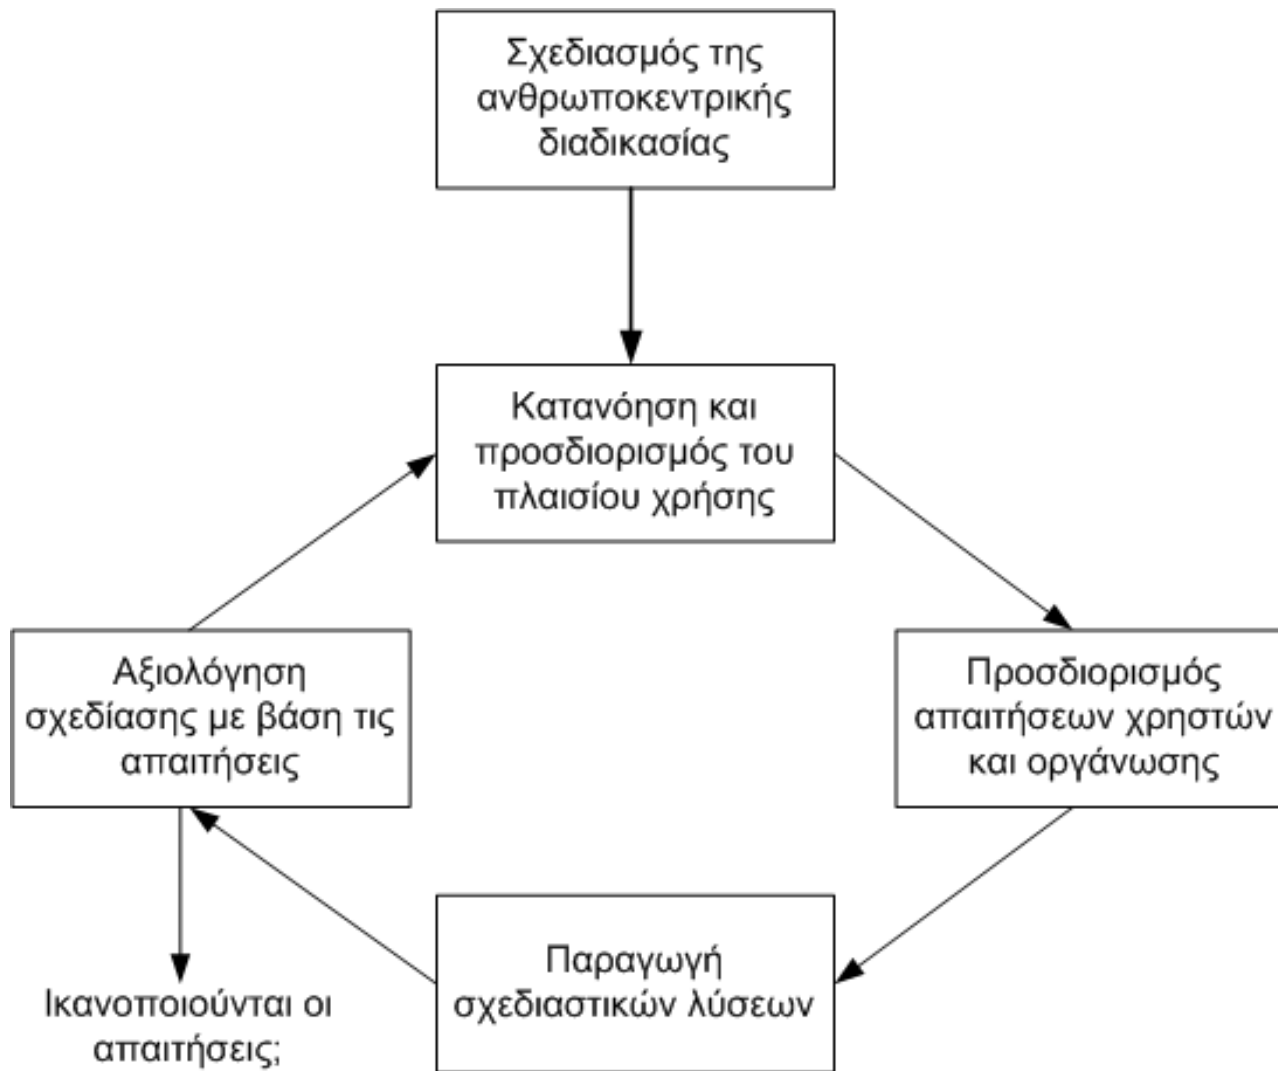 Σχεδιασμός της
ανθρωποκεντρικής
διαδικασίας
Κατανόηση και
προσδιορισμός του
πλαισίου χρήσης
Αξιολόγηση
σχεδίασης με βάση τις
απαιτήσεις
Προσδιορισμός
απαιτήσεων χρηστών
και οργάνωσης
Παραγωγή
σχεδιαστικών λύσεων
Ικανοποιούνται οι
απαιτήσεις;